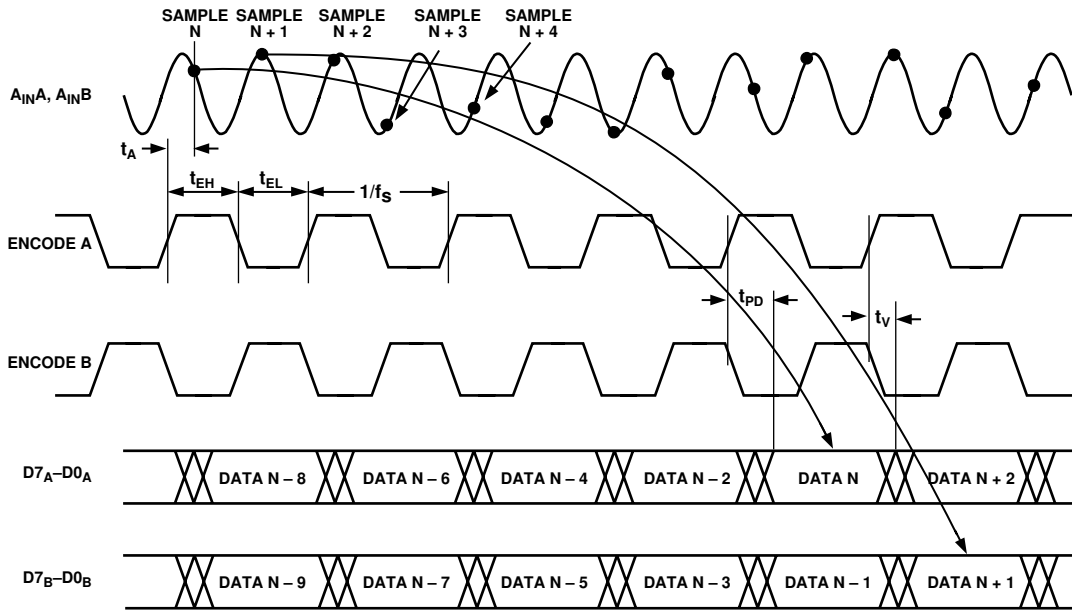 SAMPLE N
SAMPLE N + 1
SAMPLE N + 2
SAMPLE N + 3
SAMPLE N + 4
AINA, AINB
tA
tEH
tEL
1/fS
ENCODE A
tPD
tV
ENCODE B
D7A–D0A
DATA N – 8
DATA N – 6
DATA N – 4
DATA N – 2
DATA N
DATA N + 2
D7B–D0B
DATA N – 9
DATA N – 7
DATA N – 5
DATA N – 3
DATA N – 1
DATA N + 1